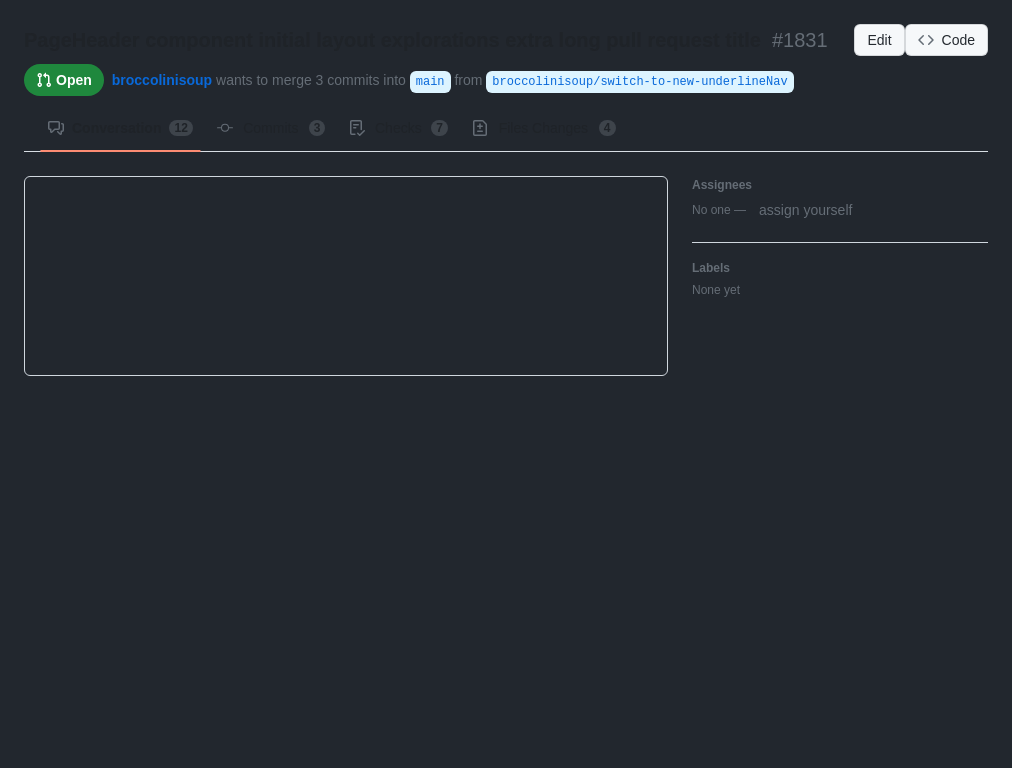 PageHeader component initial layout explorations extra long pull request title #1831
Edit
Code
Open
broccolinisoup wants to merge 3 commits into main from broccolinisoup/switch-to-new-underlineNav
Conversation 12
Commits 3
Checks 7
Files Changes 4
Assignees
No one — assign yourself
Labels
None yet